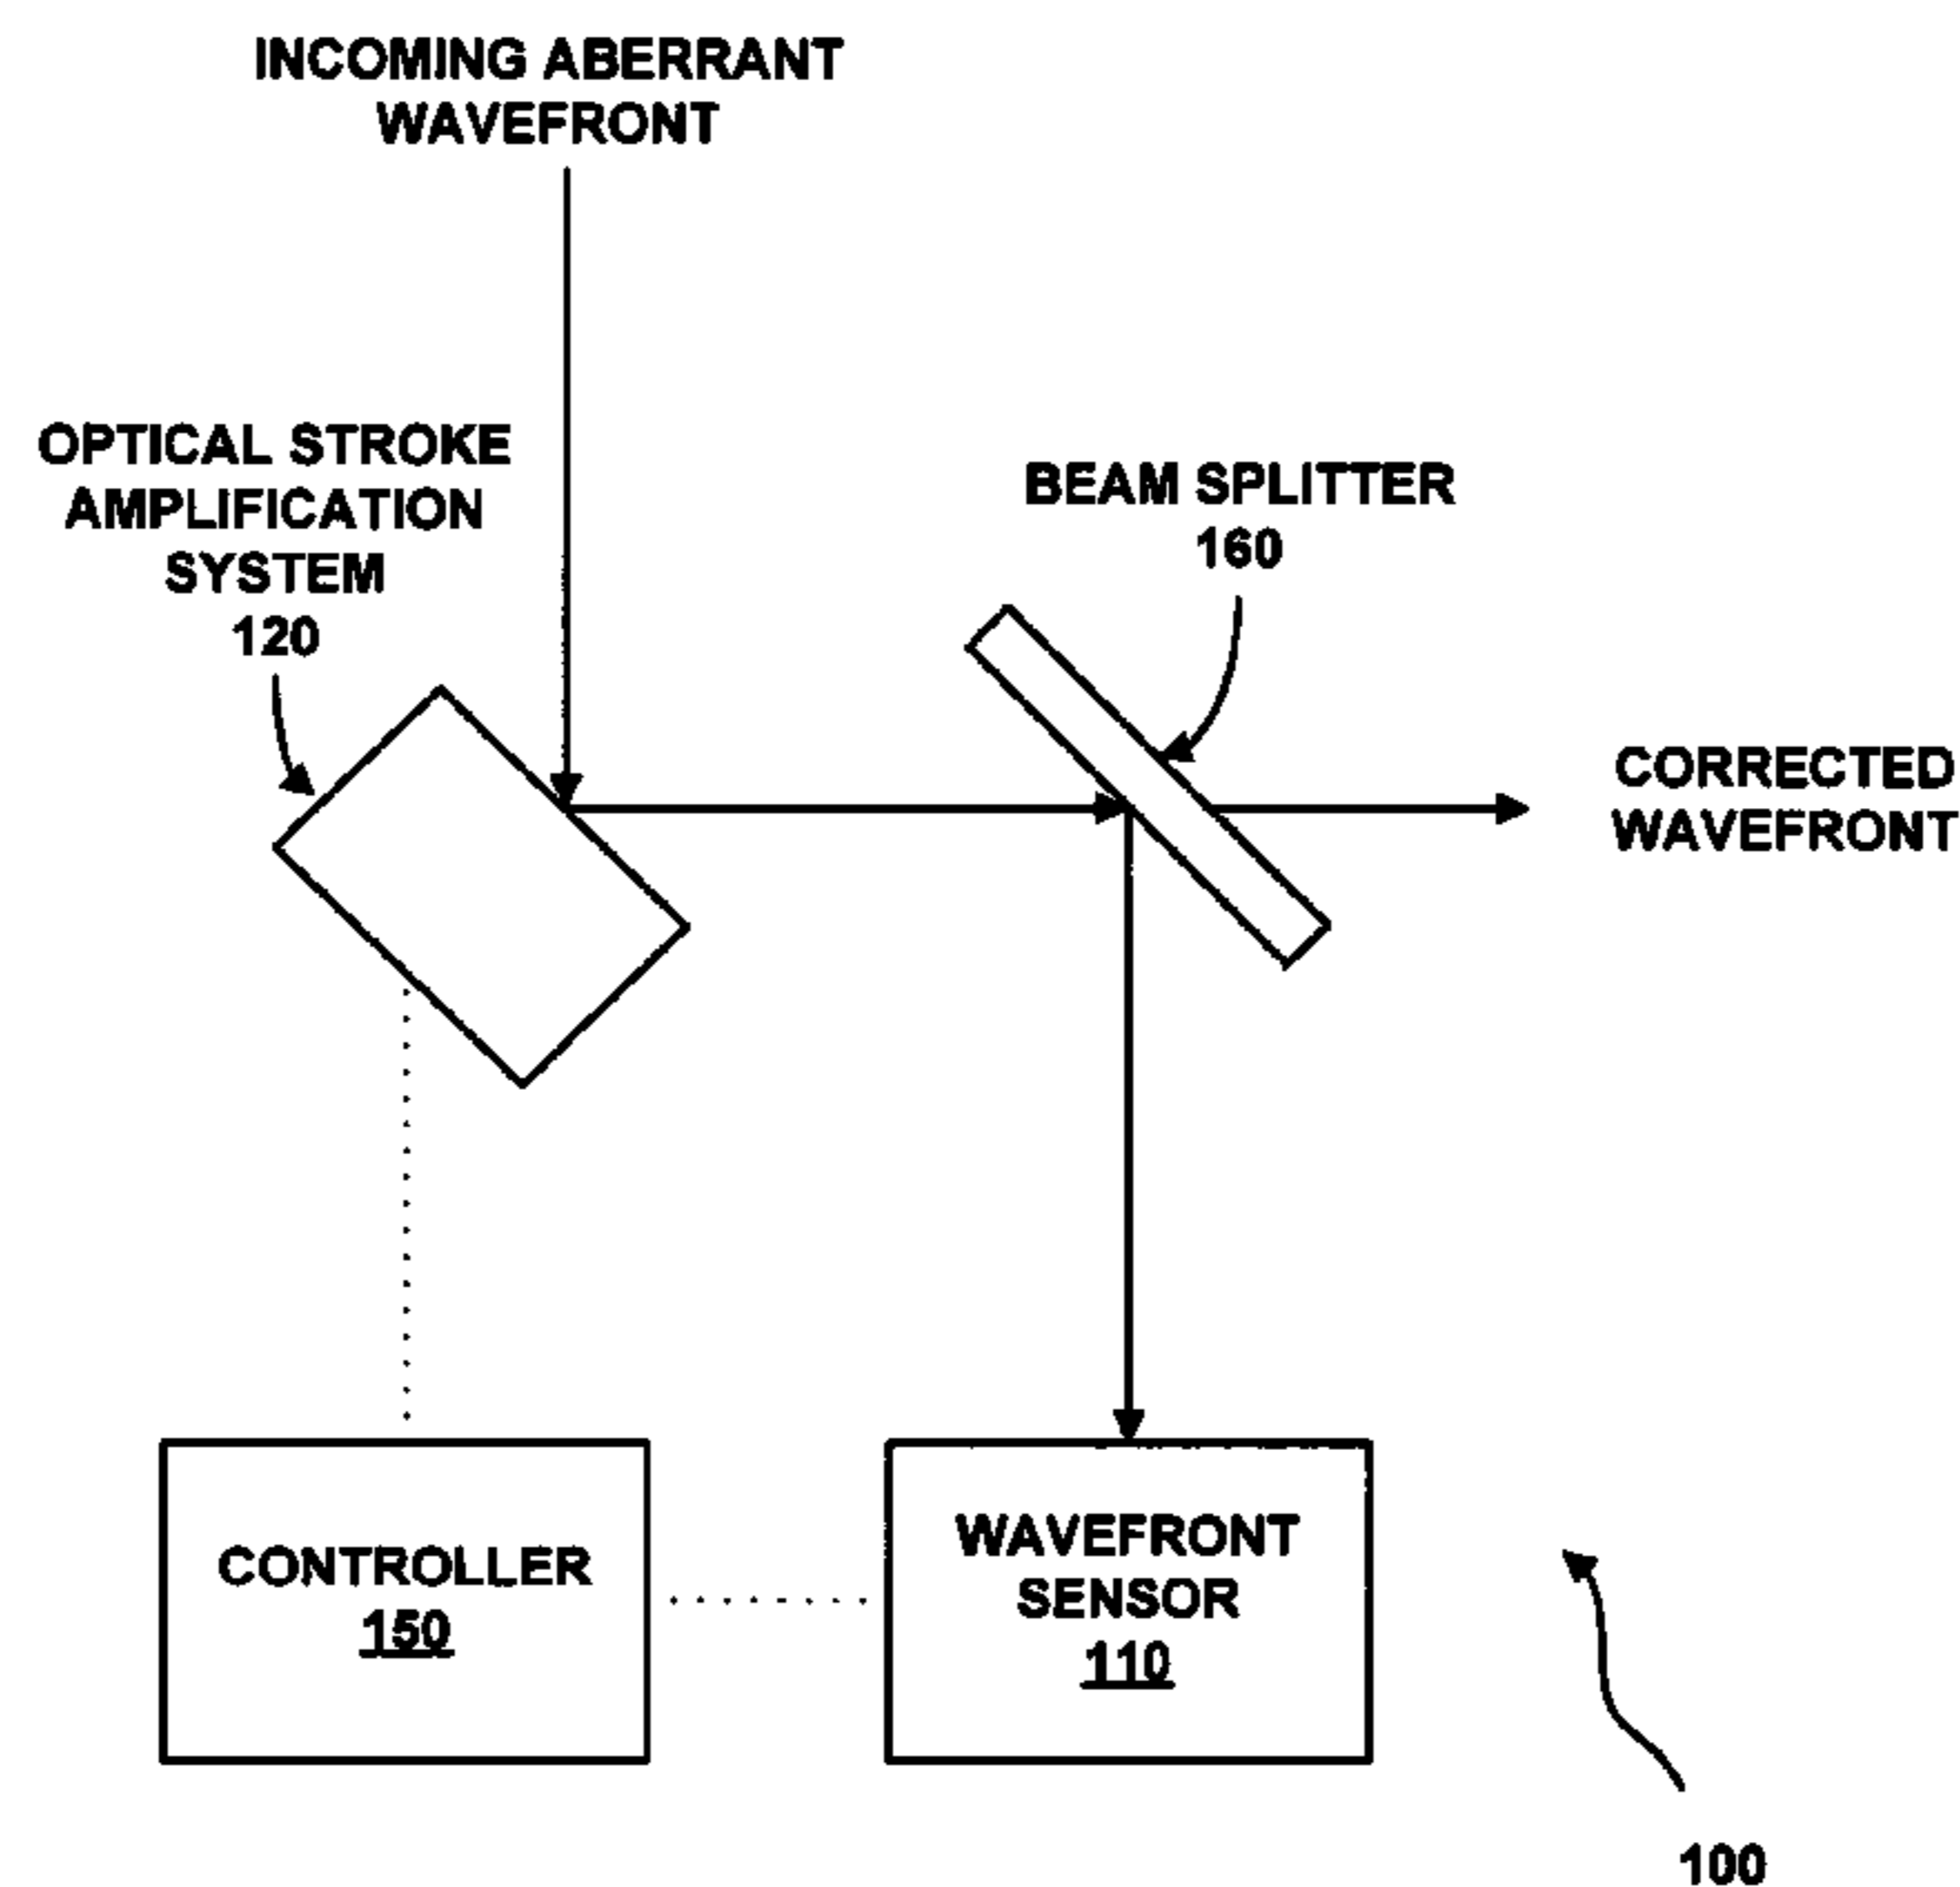 INCOMING ABERRANT
WAVEFRONT
OPTICAL STROKE
AMPLIFICATION
SYSTEM
120
BEAM SPLITTER
160
CORRECTED
WAVEFRONT
CONTROLLER
150
WAVEFRONT
SENSOR
110
100